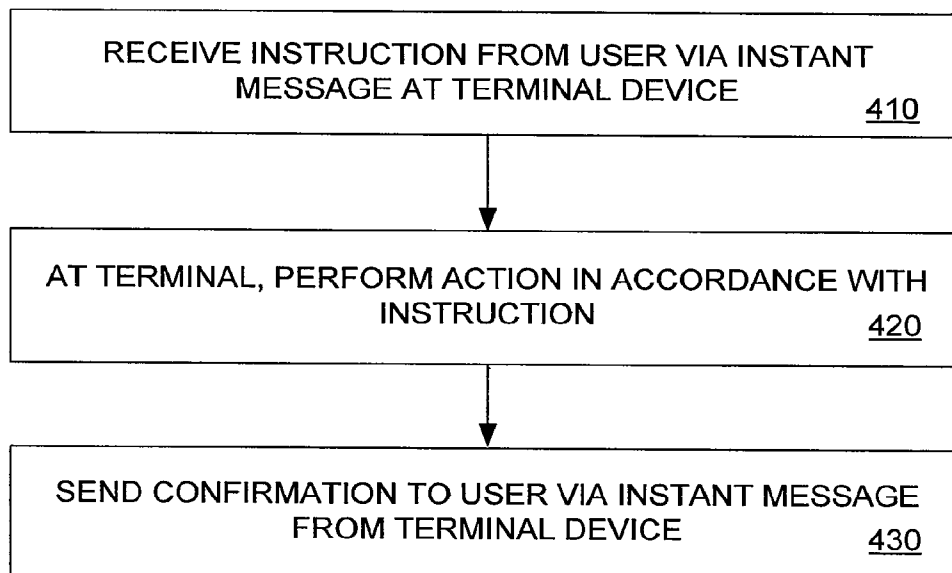 RECEIVE INSTRUCTION FROM USER VIA INSTANT
MESSAGE AT TERMINAL DEVICE
410
AT TERMINAL, PERFORM ACTION IN ACCORDANCE WITH
INSTRUCTION
420
SEND CONFIRMATION TO USER VIA INSTANT MESSAGE
FROM TERMINAL DEVICE
430